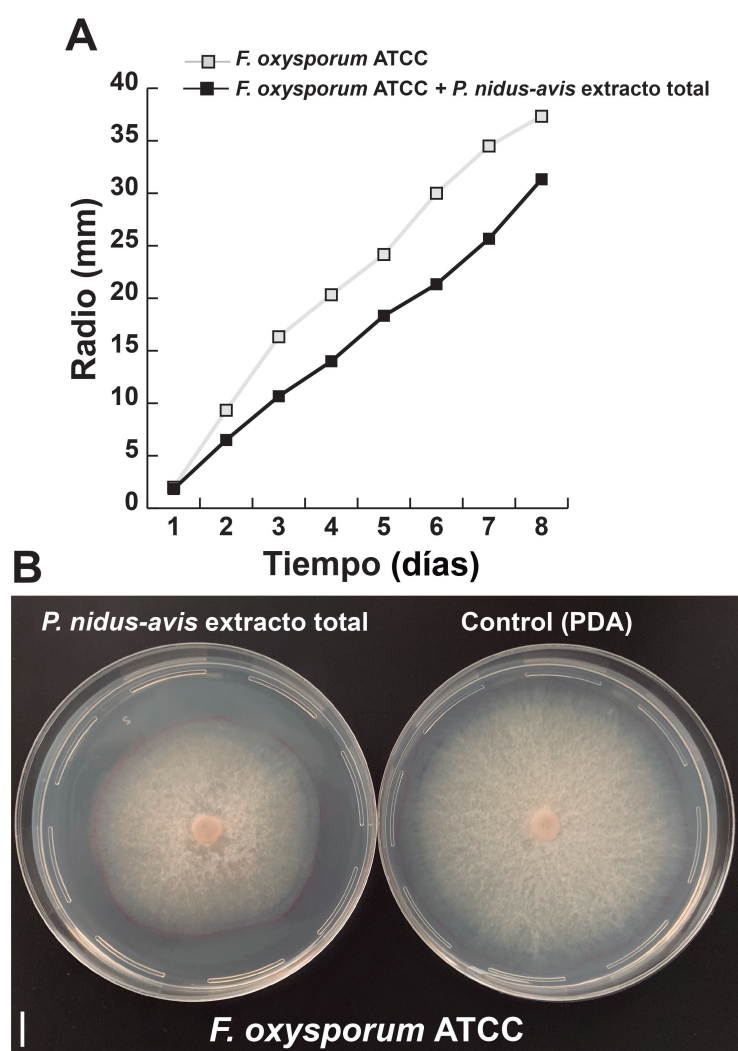 A
F. oxysporum ATCC
F. oxysporum ATCC + P. nidus-avis extracto total
40
35
30
25
20
15
10
5
0
Radio (mm)
1 2 3 4 5 6 7 8
Tiempo (días)
B
P. nidus-avis extracto total
Control (PDA)
F. oxysporum ATCC